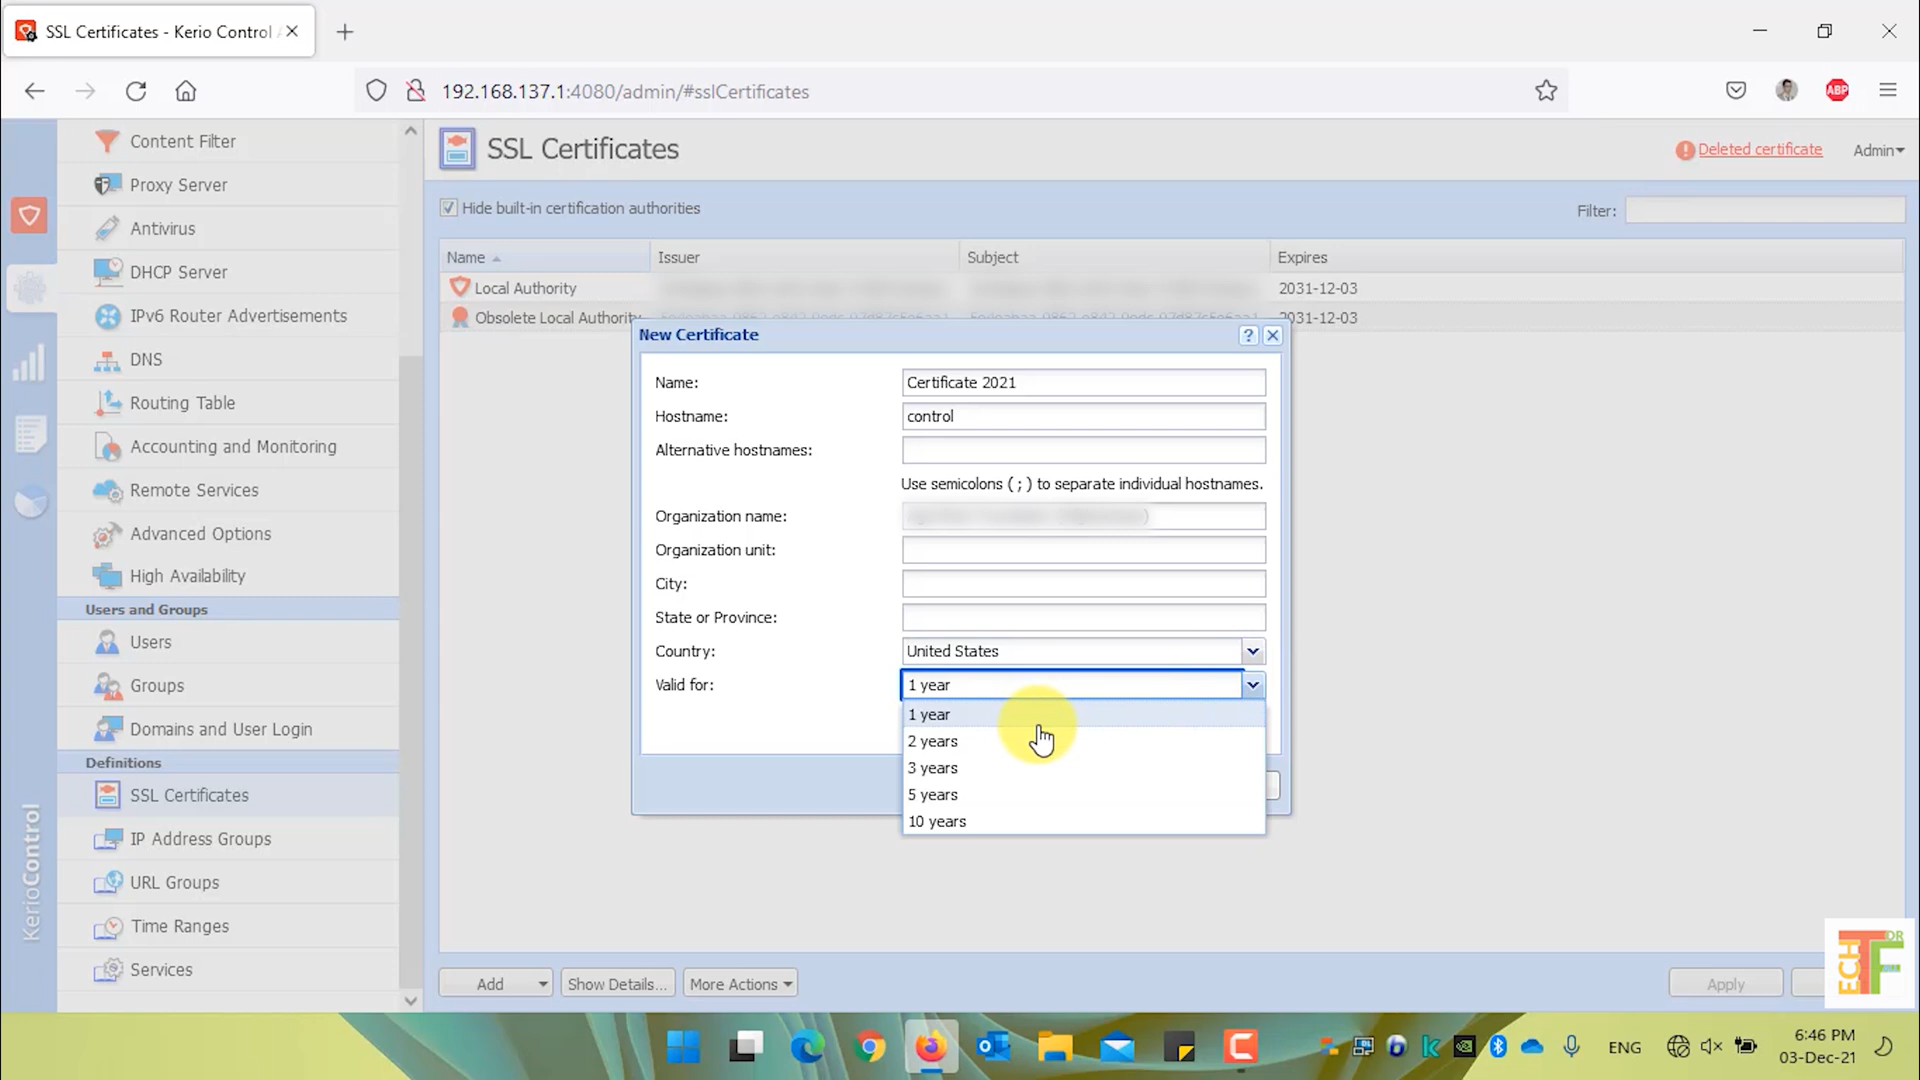 SSL Certificates - Kerio Control
192.168.137.1:4080/admin/#sslCertificates
ABP
Content Filter
Proxy Server
Antivirus
DHCP Server
IPv6 Router Advertisements
DNS
Routing Table
Accounting and Monitoring
Remote Services
Advanced Options
High Availability
Users and Groups
Users
Groups
Domains and User Login
Definitions
SSL Certificates
IP Address Groups
URL Groups
Time Ranges
Services
KerioControl
SSL Certificates
Deleted certificate
Admin
Hide built-in certification authorities
Filter:
Name Issuer Subject Expires
Local Authority 2031-12-03
Obsolete Local Authority 2031-12-03
New Certificate
Name: Certificate 2021
Hostname: control
Alternative hostnames:
Use semicolons ( ; ) to separate individual hostnames.
Organization name:
Organization unit:
City:
State or Province:
Country: United States
Valid for: 1 year
1 year
2 years
3 years
5 years
10 years
Add Show Details... More Actions Apply
TECH FOR ALL
ENG
6:46 PM
03-Dec-21